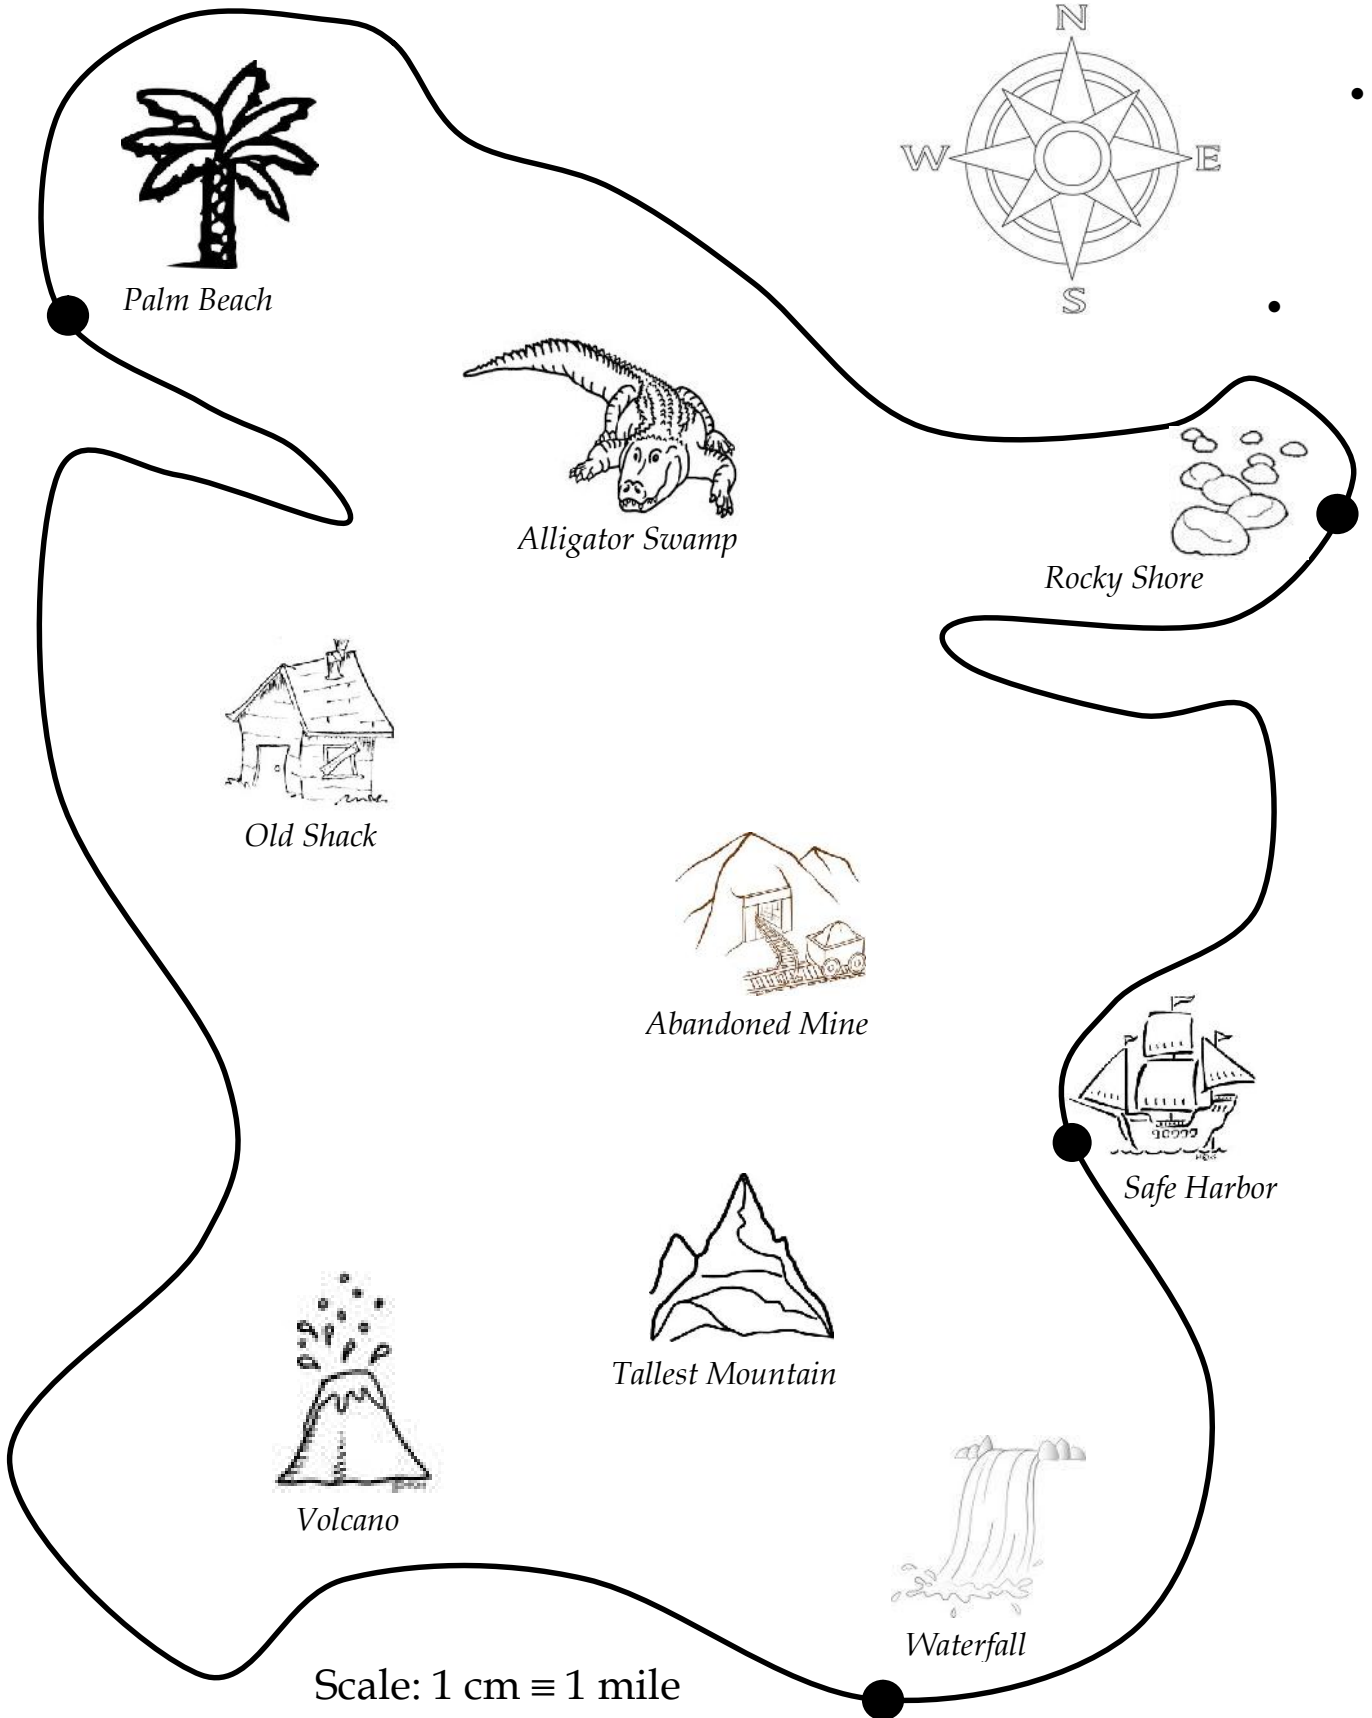 N
W E
S
Palm Beach
Alligator Swamp
Rocky Shore
Old Shack
Abandoned Mine
Safe Harbor
Tallest Mountain
Volcano
Waterfall
Scale: 1 cm ≡ 1 mile